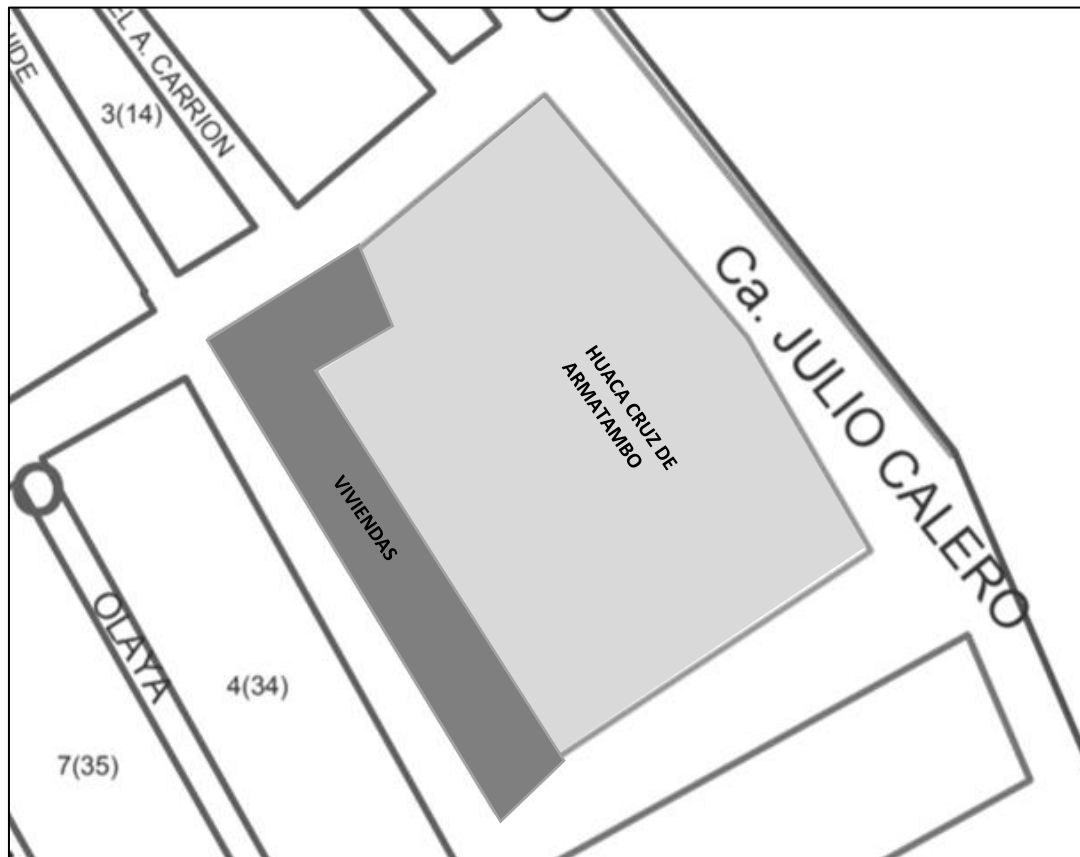 EL A. CARRION
3(14)
Ca. JULIO CALERO
HUACA CRUZ DE
ARMATAMBO
VIVIENDAS
OLAYA
4(34)
7(35)